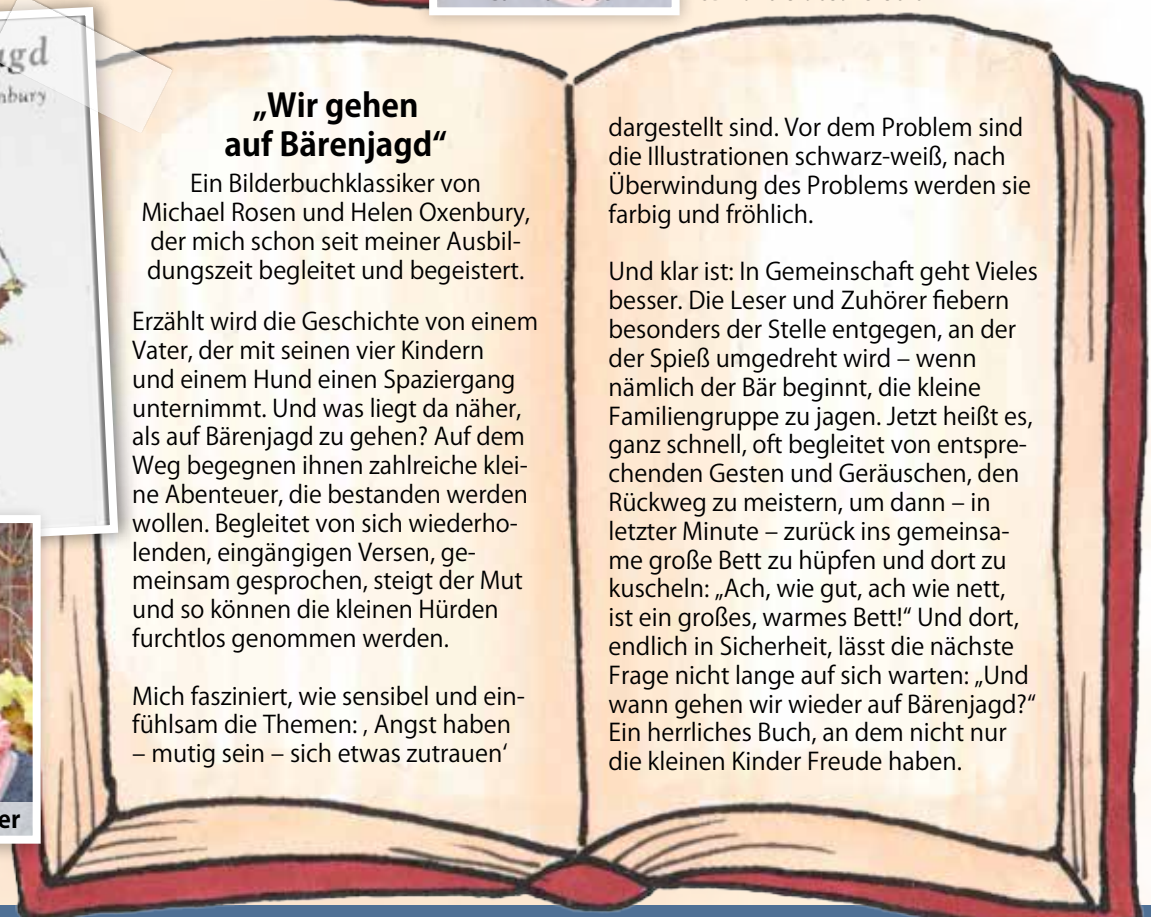 „Wir gehen
auf Bärenjagd“
Ein Bilderbuchklassiker von
Michael Rosen und Helen Oxenbury,
der mich schon seit meiner Ausbil-
dungszeit begleitet und begeistert.
Erzählt wird die Geschichte von einem
Vater, der mit seinen vier Kindern
und einem Hund einen Spaziergang
unternimmt. Und was liegt da näher,
als auf Bärenjagd zu gehen? Auf dem
Weg begegnen ihnen zahlreiche klei-
ne Abenteuer, die bestanden werden
wollen. Begleitet von sich wiederho-
lenden, eingängigen Versen, ge-
meinsam gesprochen, steigt der Mut
und so können die kleinen Hürden
furchtlos genommen werden.
Mich fasziniert, wie sensibel und ein-
fühlsam die Themen: ‚ Angst haben
– mutig sein – sich etwas zutrauen‘
dargestellt sind. Vor dem Problem sind
die Illustrationen schwarz-weiß, nach
Überwindung des Problems werden sie
farbig und fröhlich.
Und klar ist: In Gemeinschaft geht Vieles
besser. Die Leser und Zuhörer fiebern
besonders der Stelle entgegen, an der
der Spieß umgedreht wird – wenn
nämlich der Bär beginnt, die kleine
Familiengruppe zu jagen. Jetzt heißt es,
ganz schnell, oft begleitet von entspre-
chenden Gesten und Geräuschen, den
Rückweg zu meistern, um dann – in
letzter Minute – zurück ins gemeinsa-
me große Bett zu hüpfen und dort zu
kuscheln: „Ach, wie gut, ach wie nett,
ist ein großes, warmes Bett!“ Und dort,
endlich in Sicherheit, lässt die nächste
Frage nicht lange auf sich warten: „Und
wann gehen wir wieder auf Bärenjagd?“
Ein herrliches Buch, an dem nicht nur
die kleinen Kinder Freude haben.
gd
nbury
er